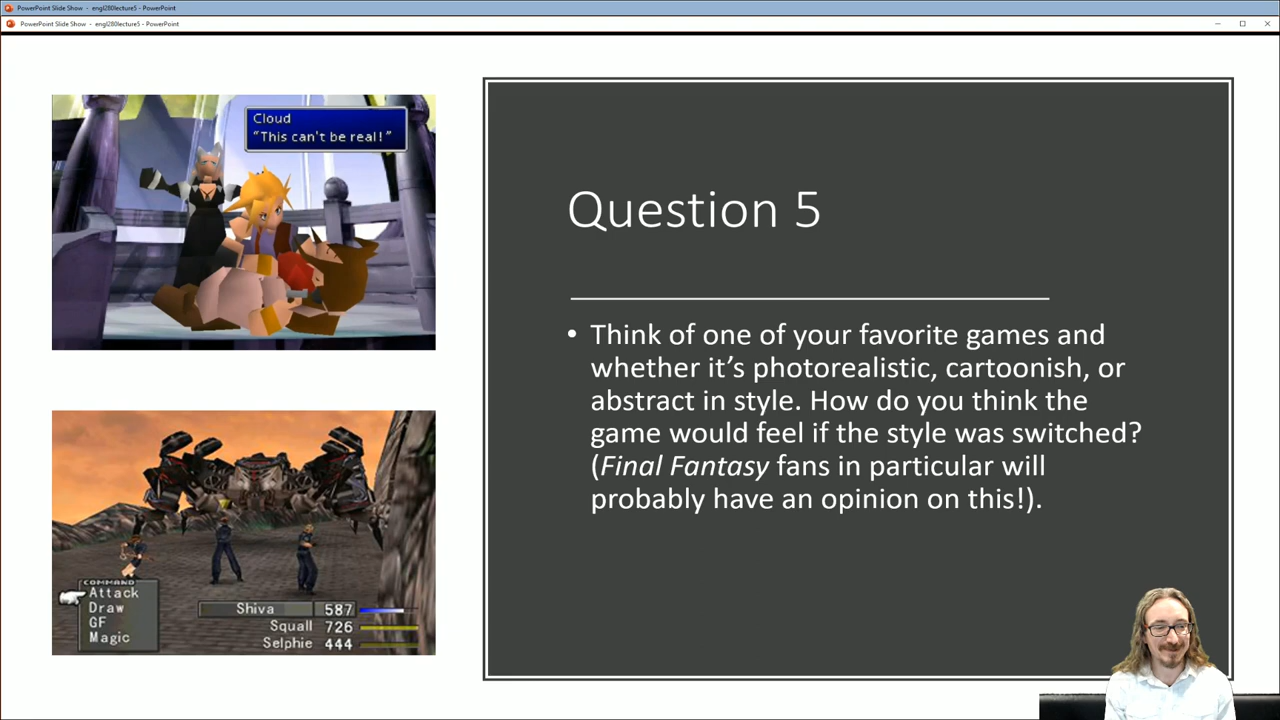 PowerPoint Slide Show - engl280lecture5 - PowerPoint
PowerPoint Slide Show - engl280lecture5 - PowerPoint
Cloud
“This can't be real!”
COMMAND
Attack
Draw
GF
Magic
Shiva 587
Squall 726
Selphie 444
Question 5
• Think of one of your favorite games and
whether it’s photorealistic, cartoonish, or
abstract in style. How do you think the
game would feel if the style was switched?
(Final Fantasy fans in particular will
probably have an opinion on this!).